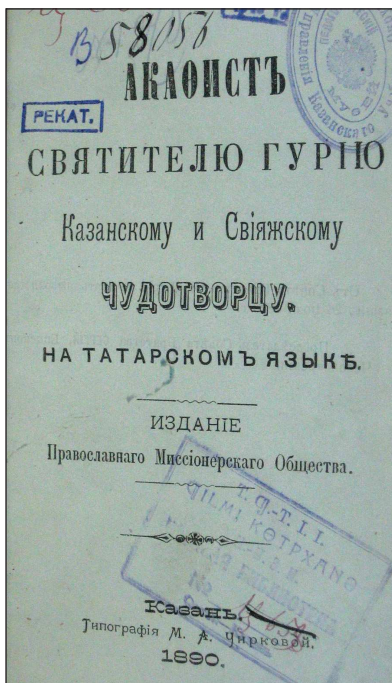 В 58056
АКАѲИСТЪ
РЕКАТ.
СВЯТИТЕЛЮ ГУРІЮ
Казанскому и Свіяжскому
ЧУДОТВОРЦУ.
НА ТАТАРСКОМЪ ЯЗЫКѢ.
ИЗДАНІЕ
Православнаго Миссіонерскаго Общества.
Казань.
Типографія М. А. Чирковой.
1890.